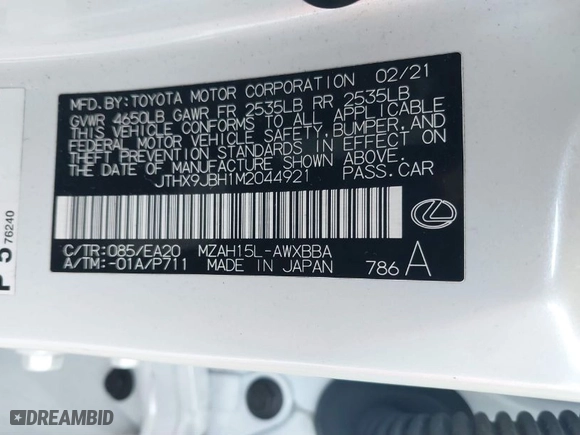 MFD.BY:TOYOTA MOTOR CORPORATION 02/21
GVWR 4650LB GAWR FR 2535LB RR 2535LB
THIS VEHICLE CONFORMS TO ALL APPLICABLE
FEDERAL MOTOR VEHICLE SAFETY, BUMPER, AND
THEFT PREVENTION STANDARDS IN EFFECT ON
THE DATE OF MANUFACTURE SHOWN ABOVE.
JTHX9JBH1M2044921 PASS.CAR
C/TR:085/EA20 MZAH15L-AWXBBA
A/TM:-01A/P711 MADE IN JAPAN 786 A
P 5 76240
DREAMBID